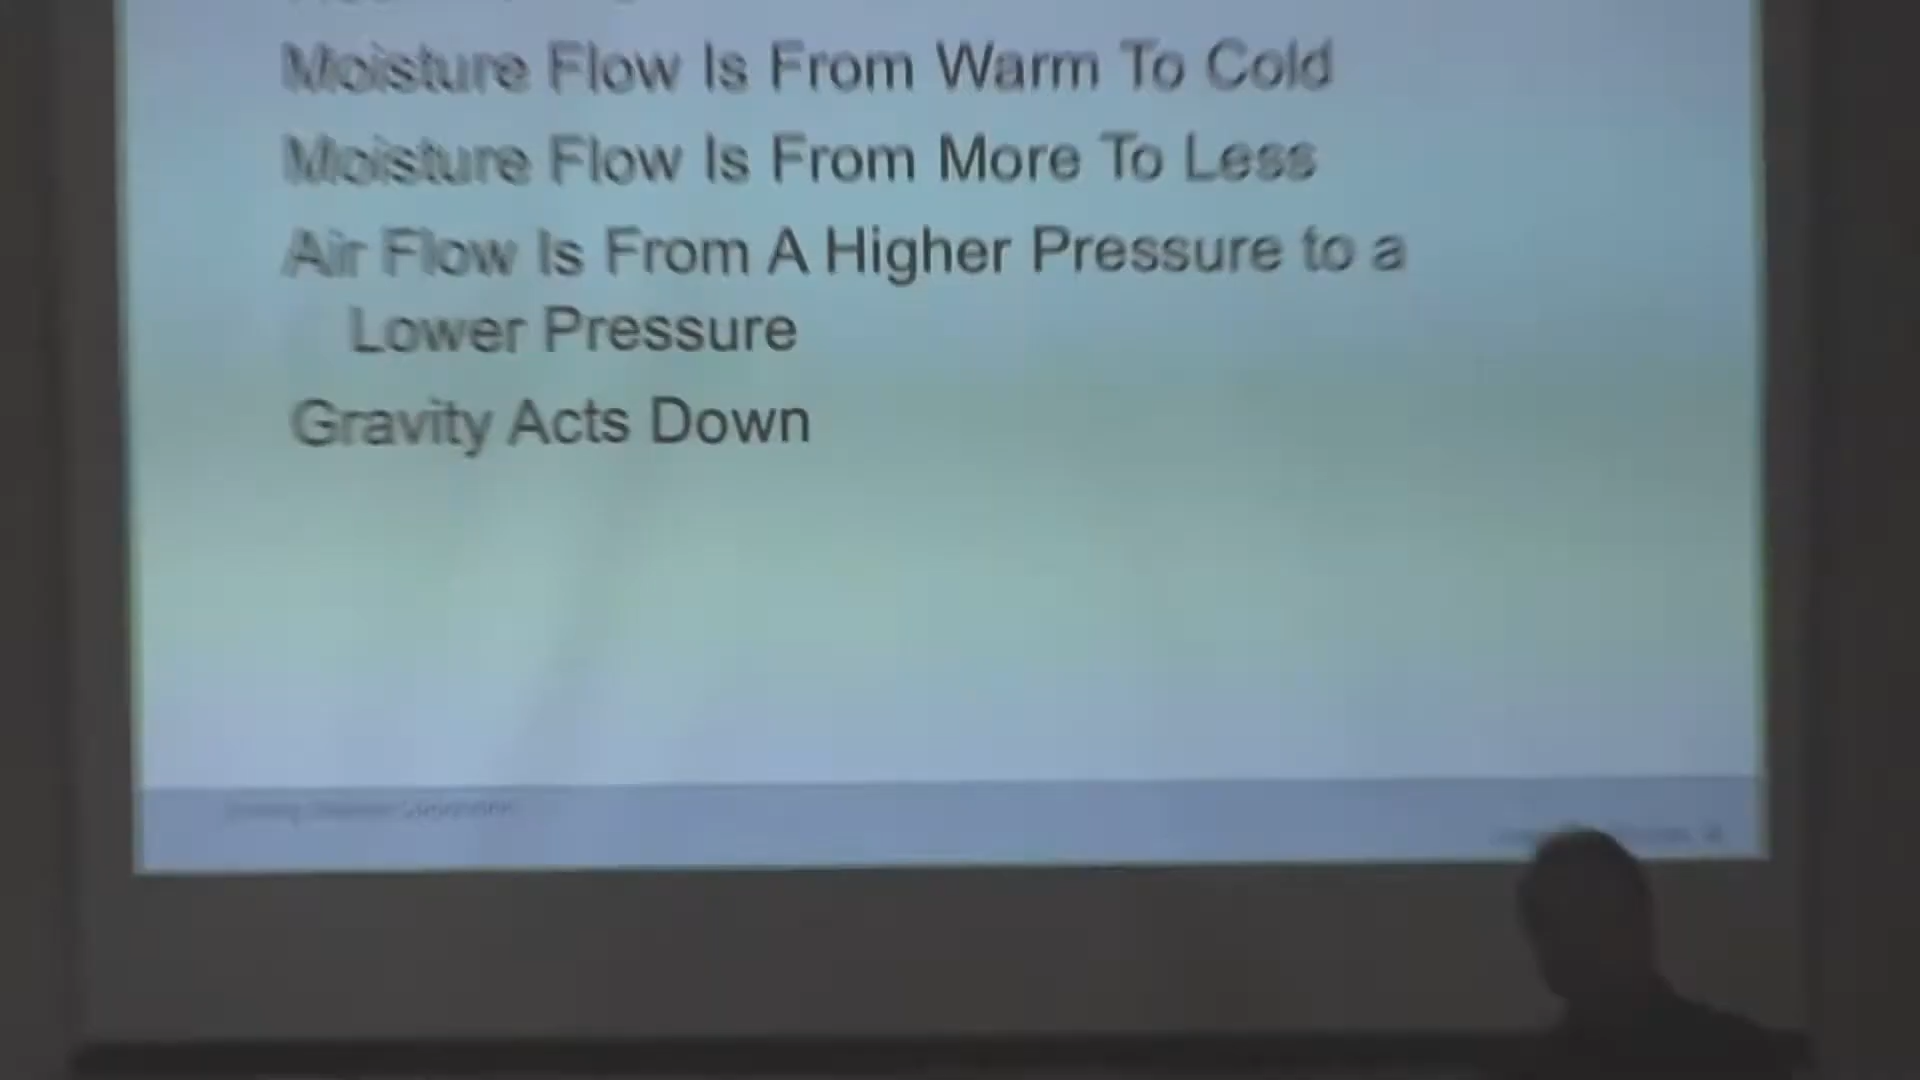 Moisture Flow Is From Warm To Cold
Moisture Flow Is From More To Less
Air Flow Is From A Higher Pressure to a
Lower Pressure
Gravity Acts Down